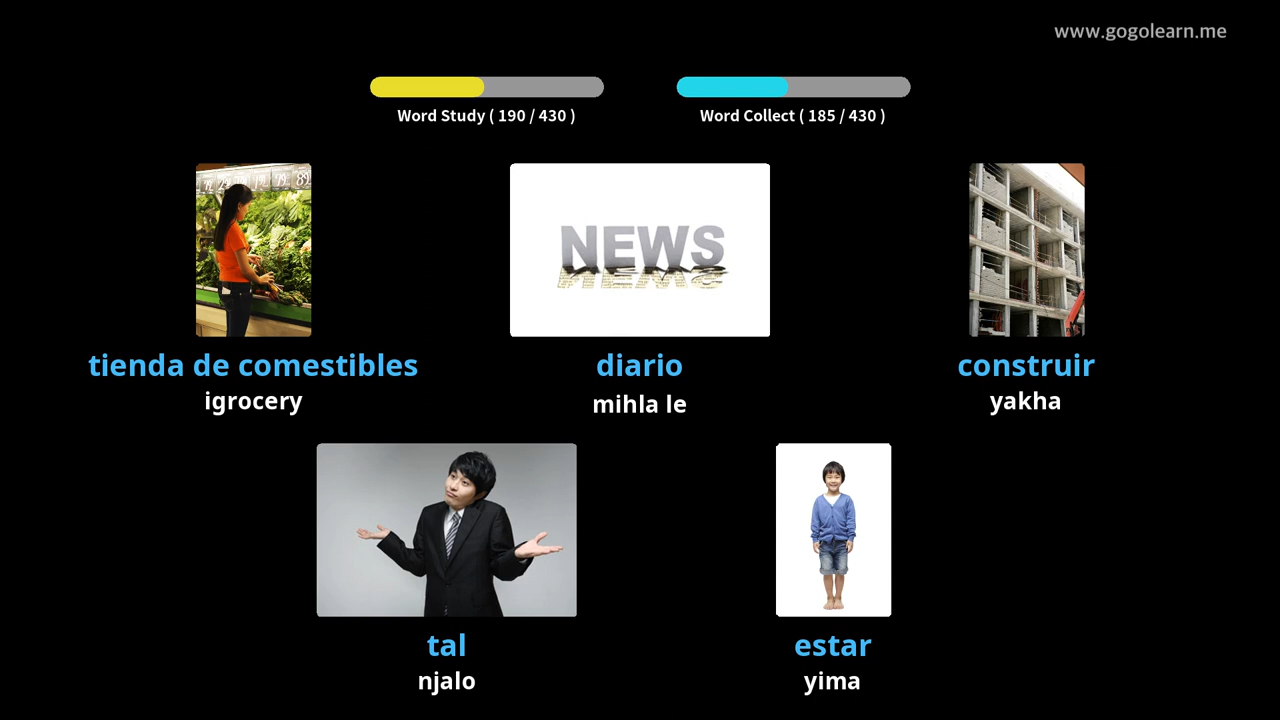 www.gogolearn.me
Word Study ( 190 / 430 )
Word Collect ( 185 / 430 )
NEWS
tienda de comestibles
igrocery
diario
mihla le
construir
yakha
tal
njalo
estar
yima